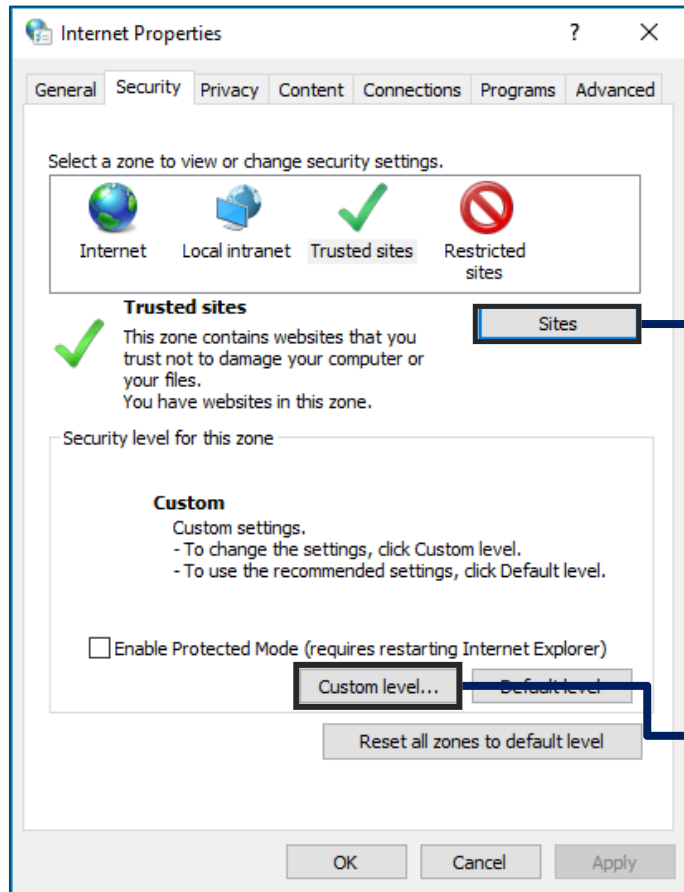 Internet Properties
?
General Security Privacy Content Connections Programs Advanced
Select a zone to view or change security settings.
Internet Local intranet Trusted sites Restricted
sites
Trusted sites
Sites
This zone contains websites that you
trust not to damage your computer or
your files.
You have websites in this zone.
Security level for this zone
Custom
Custom settings.
- To change the settings, click Custom level.
- To use the recommended settings, click Default level.
Enable Protected Mode (requires restarting Internet Explorer)
Custom level... Default level
Reset all zones to default level
OK Cancel Apply